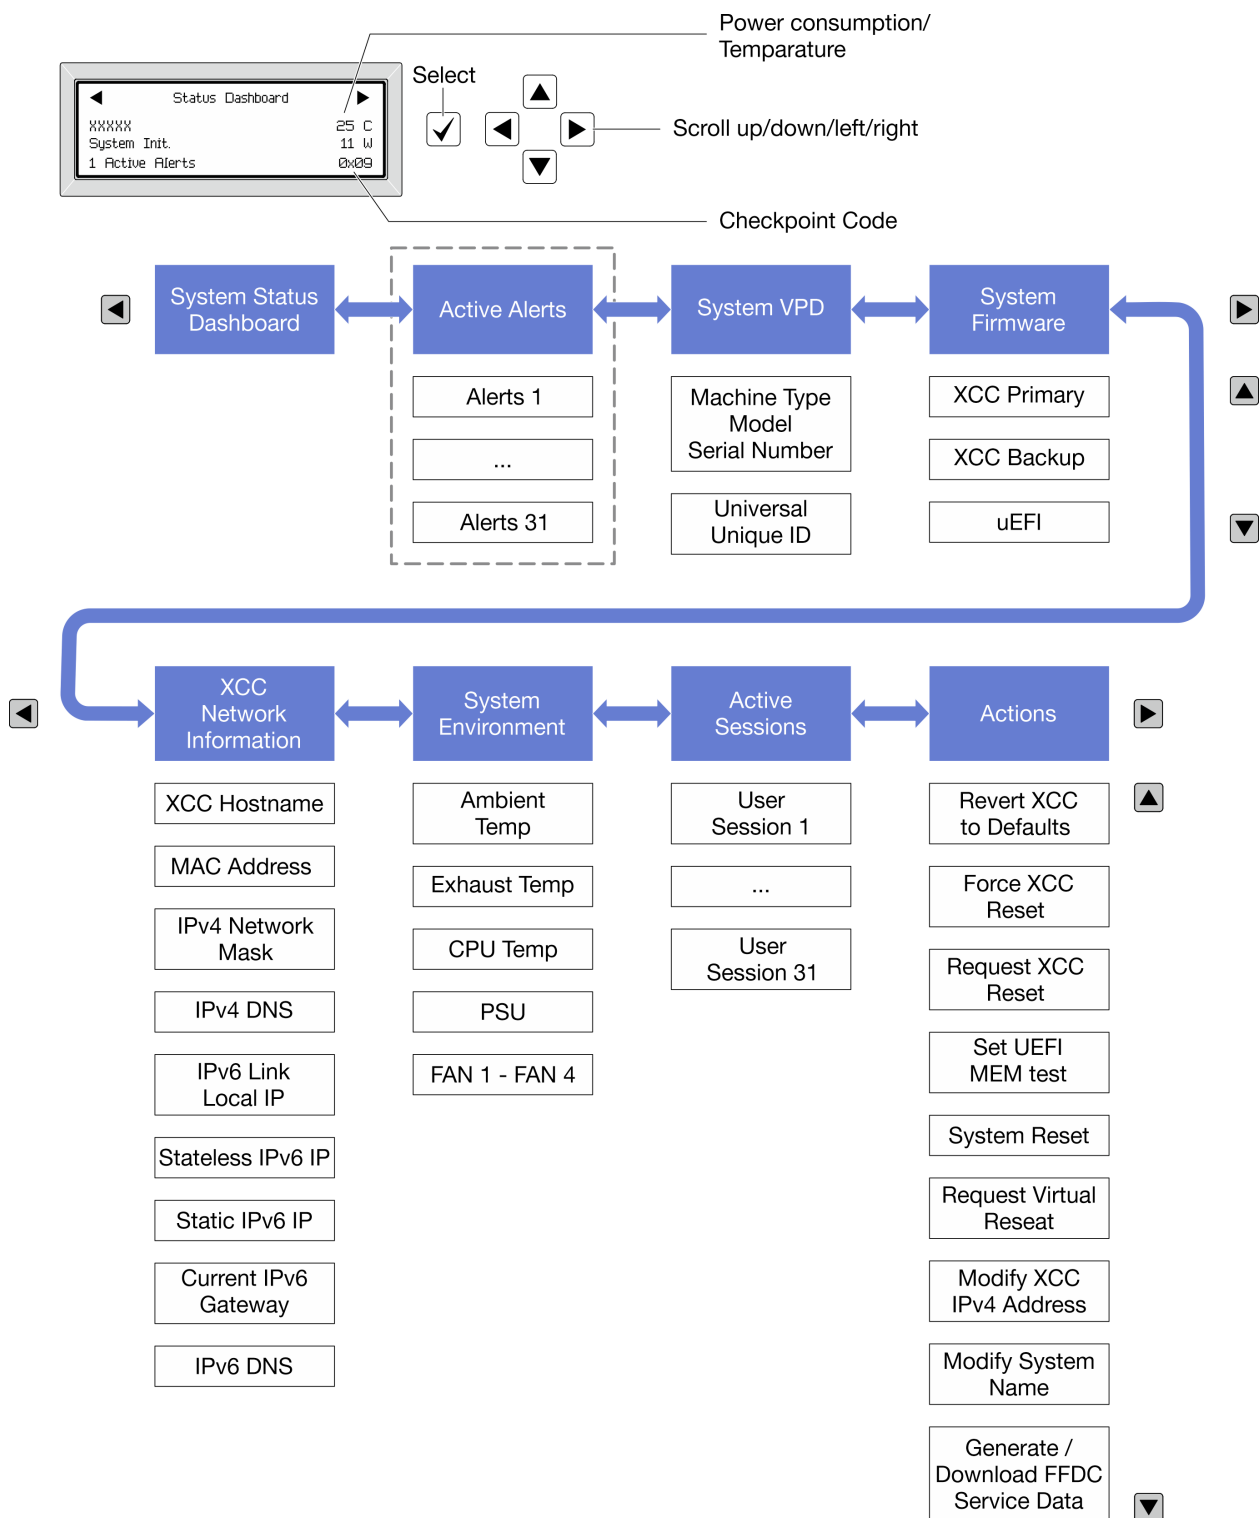 Power consumption/
Temparature
Select
Status Dashboard
XXXXX 25 C
System Init. 11 W
1 Active Alerts 0x09
Scroll up/down/left/right
Checkpoint Code
System Status
Dashboard
Active Alerts
System VPD
System
Firmware
Alerts 1
...
Alerts 31
Machine Type
Model
Serial Number
Universal
Unique ID
XCC Primary
XCC Backup
uEFI
XCC
Network
Information
System
Environment
Active
Sessions
Actions
XCC Hostname
MAC Address
IPv4 Network
Mask
IPv4 DNS
IPv6 Link
Local IP
Stateless IPv6 IP
Static IPv6 IP
Current IPv6
Gateway
IPv6 DNS
Ambient
Temp
Exhaust Temp
CPU Temp
PSU
FAN 1 - FAN 4
User
Session 1
...
User
Session 31
Revert XCC
to Defaults
Force XCC
Reset
Request XCC
Reset
Set UEFI
MEM test
System Reset
Request Virtual
Reseat
Modify XCC
IPv4 Address
Modify System
Name
Generate /
Download FFDC
Service Data